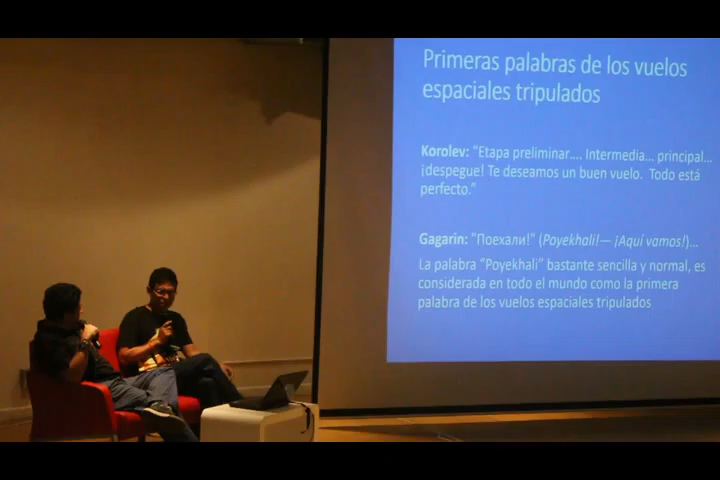 Primeras palabras de los vuelos
espaciales tripulados
Korolev: "Etapa preliminar.... Intermedia... principal...
¡despegue! Te deseamos un buen vuelo. Todo está
perfecto."
Gagarin: "Поехали!" (Poyekhali!— ¡Aquí vamos!)...
La palabra "Poyekhali" bastante sencilla y normal, es
considerada en todo el mundo como la primera
palabra de los vuelos espaciales tripulados